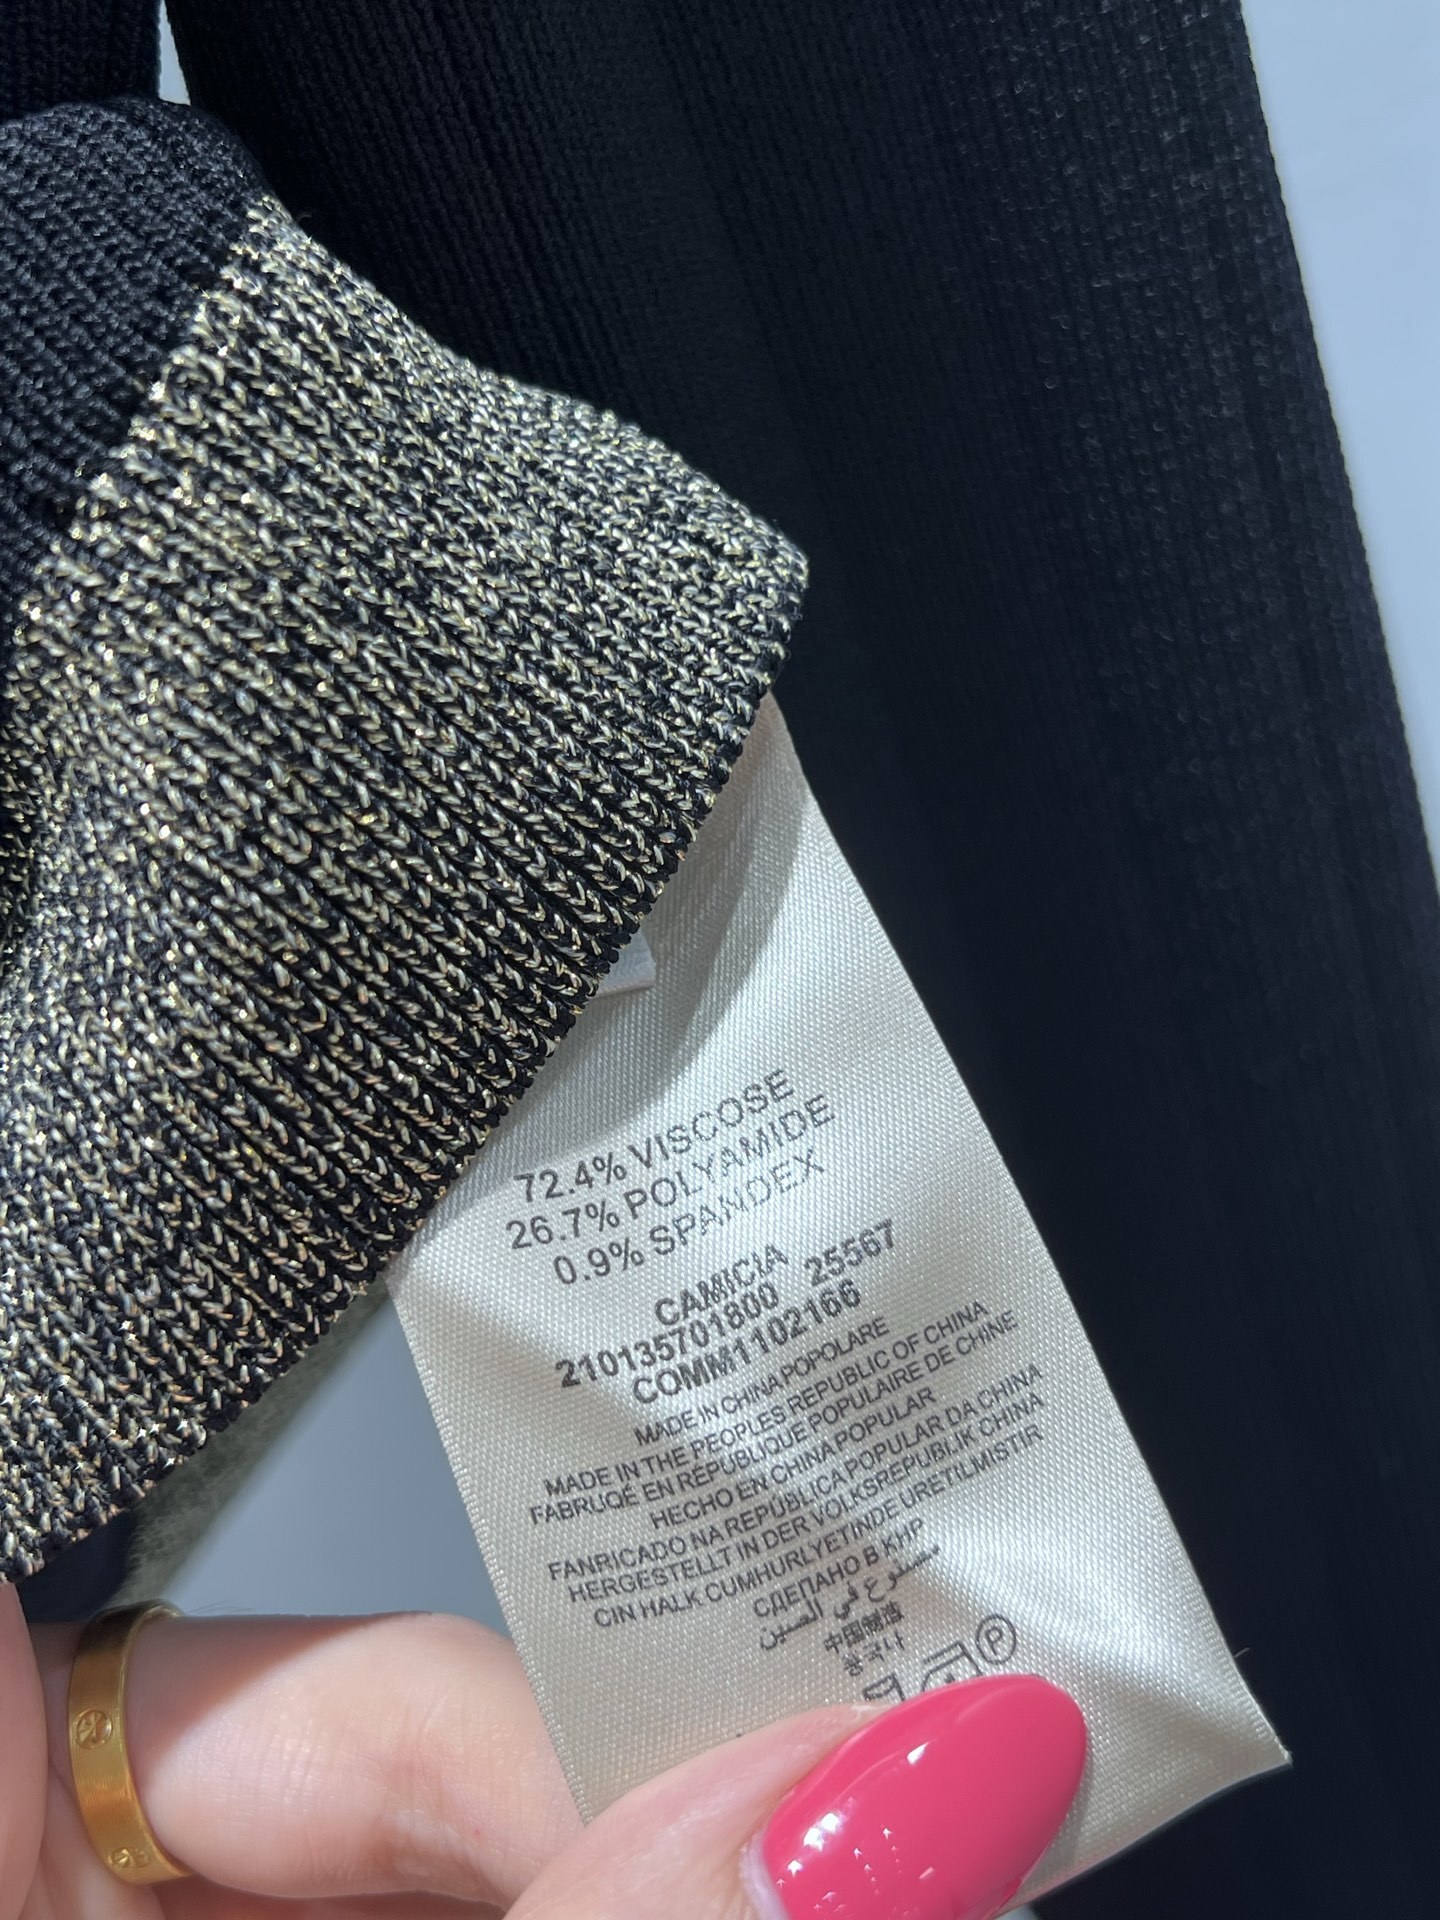 72.4% VISCOSE
26.7% POLYAMIDE
0.9% SPANDEX
CAMICIA
210135701800 25567
COMM1102166
MADE IN CHINA POPOLARE
MADE IN THE PEOPLES REPUBLIC OF CHINA
FABRUQÉ EN RÉPUBLIQUE POPULAIRE DE CHINE
HECHO EN CHINA POPULAR
FANRICADO NA REPÚBLICA POPULAR DA CHINA
HERGESTELLT IN DER VOLKSREPUBLIK CHINA
CIN HALK CUMHURLYETINDE URETILMISTIR
СДЕПАНО В КНР
مصنوع في الصين
中国制造
중국나
P